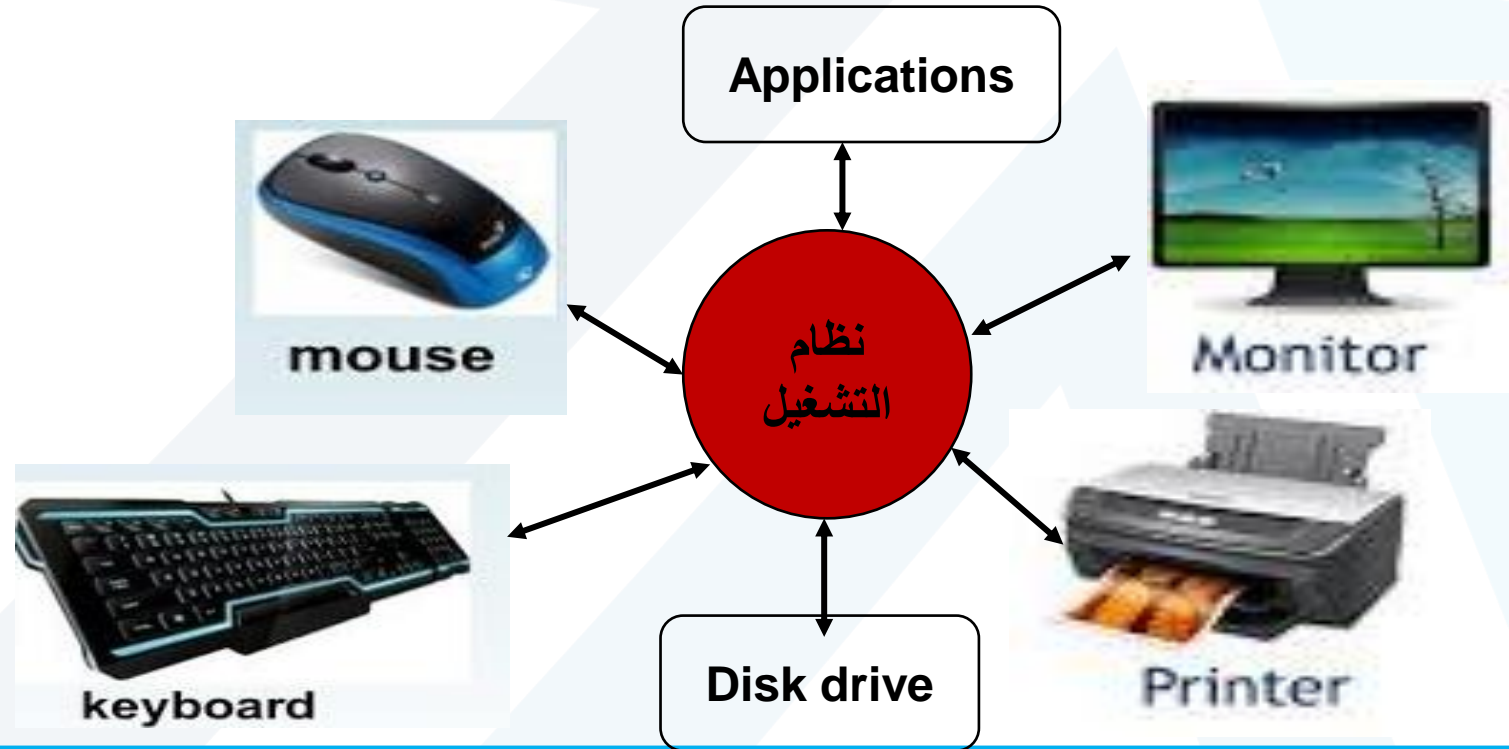 Applications
mouse
Monitor
نظام
التشغيل
keyboard
Disk drive
Printer